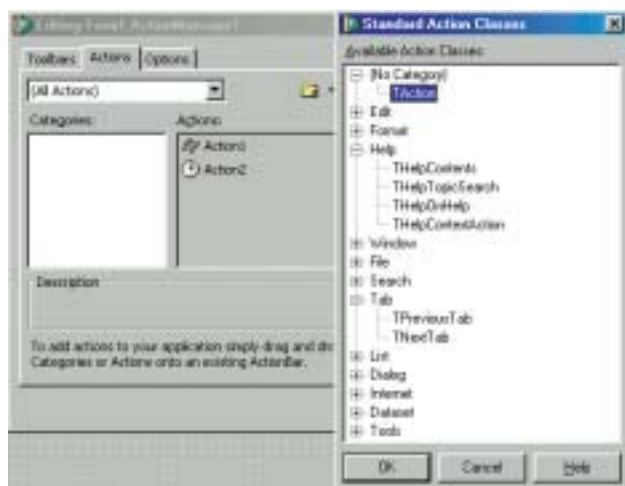 Editing Form1.ActionManager1
Toolbars Actions Options
(All Actions)
Categories: Actions:
Action1
Action2
Description
To add actions to your application simply drag and dr
Categories or Actions onto an existing ActionBar.
Standard Action Classes
Available Action Classes:
(No Category)
TAction
Edit
Format
Help
THelpContents
THelpTopicSearch
THelpOnHelp
THelpContextAction
Window
File
Search
Tab
TPreviousTab
TNextTab
List
Dialog
Internet
Dataset
Tools
OK Cancel Help